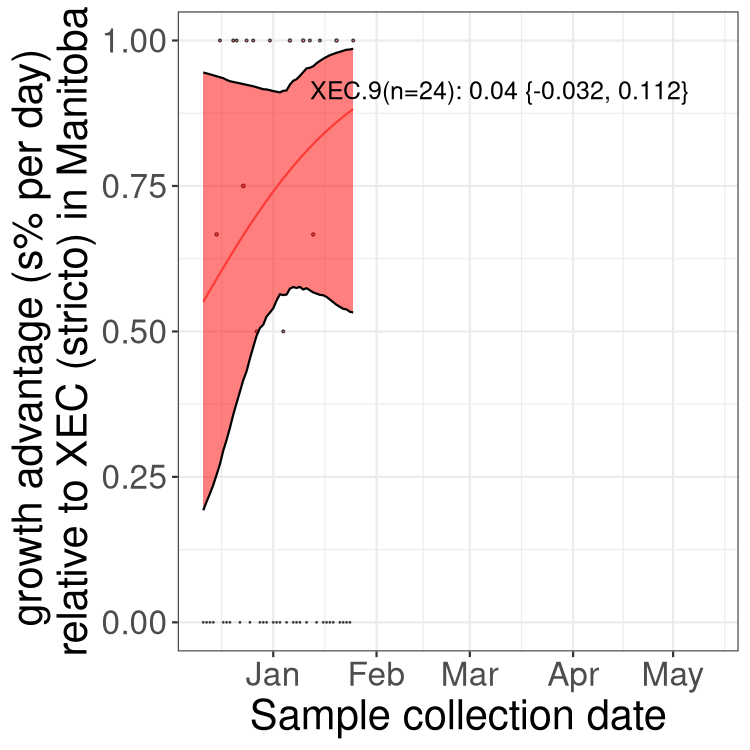 growth advantage (s% per day)
relative to XEC (stricto) in Manitoba
1.00
0.75
0.50
0.25
0.00
XEC.9(n=24): 0.04 {-0.032, 0.112}
Jan Feb Mar Apr May
Sample collection date